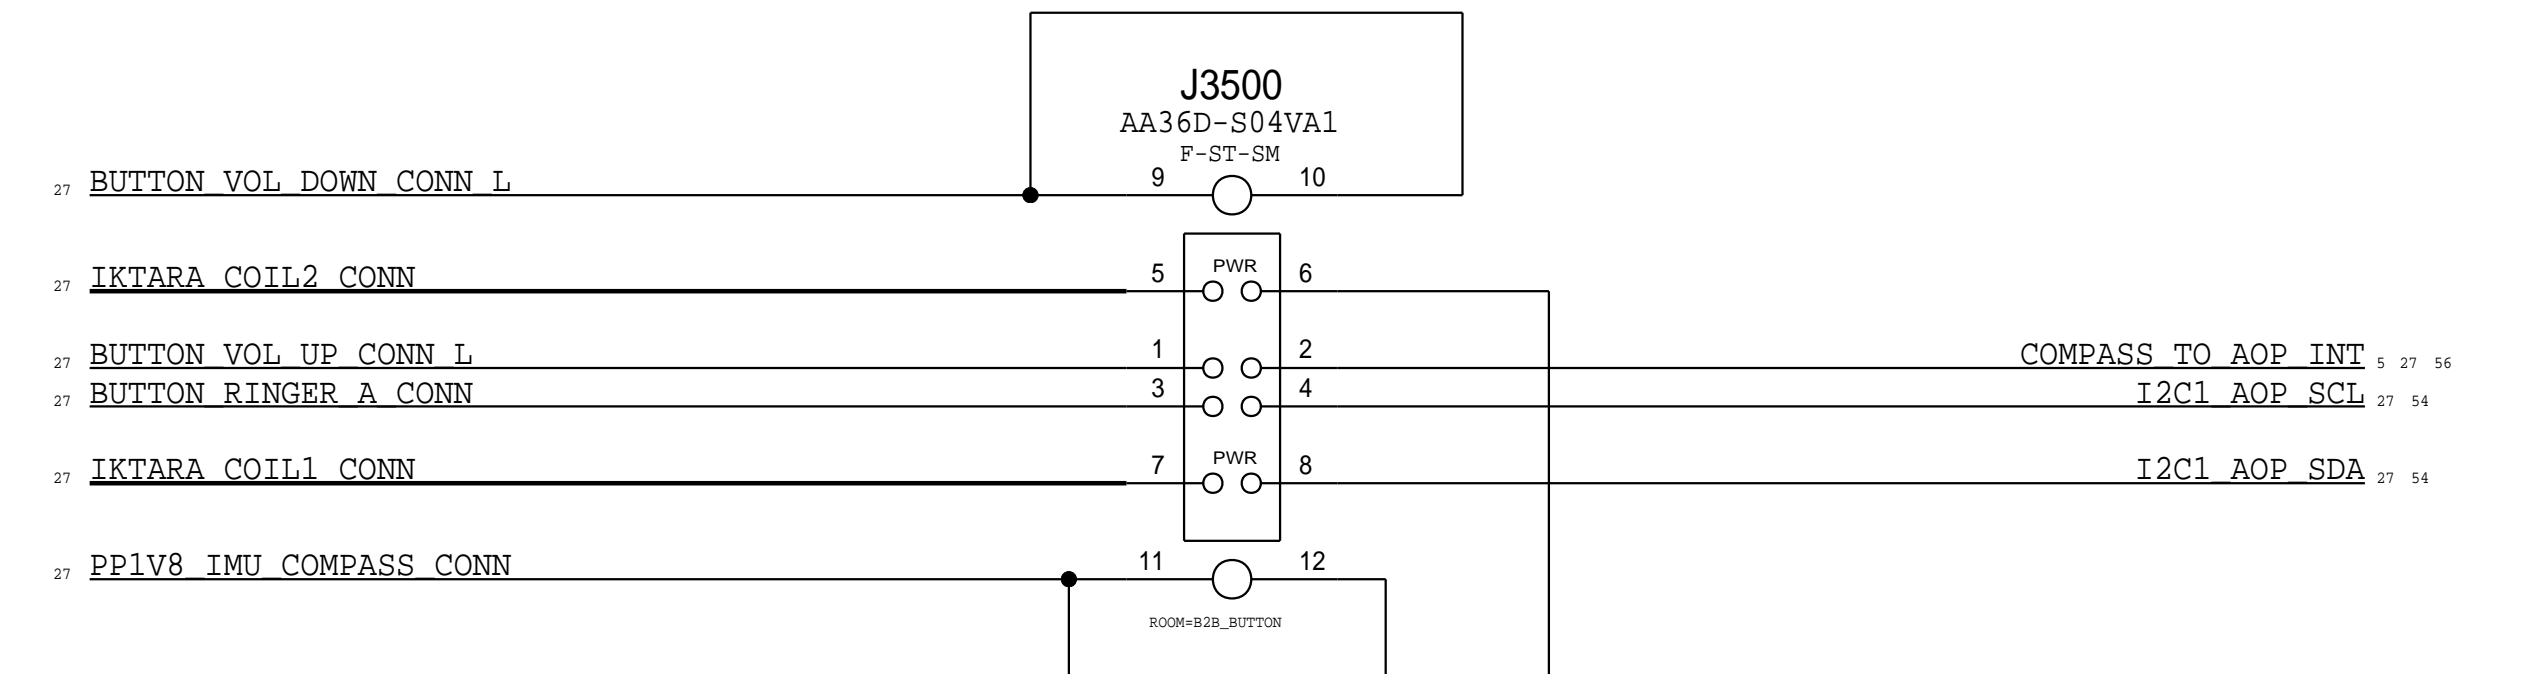 J3500
AA36D-S04VA1
F-ST-SM
27 BUTTON_VOL_DOWN_CONN_L 9 10
27 IKTARA_COIL2_CONN 5 PWR 6
27 BUTTON_VOL_UP_CONN_L 1 2 COMPASS_TO_AOP_INT 5 27 56
27 BUTTON_RINGER_A_CONN 3 4 I2C1_AOP_SCL 27 54
27 IKTARA_COIL1_CONN 7 PWR 8 I2C1_AOP_SDA 27 54
27 PP1V8_IMU_COMPASS_CONN 11 12
ROOM=B2B_BUTTON